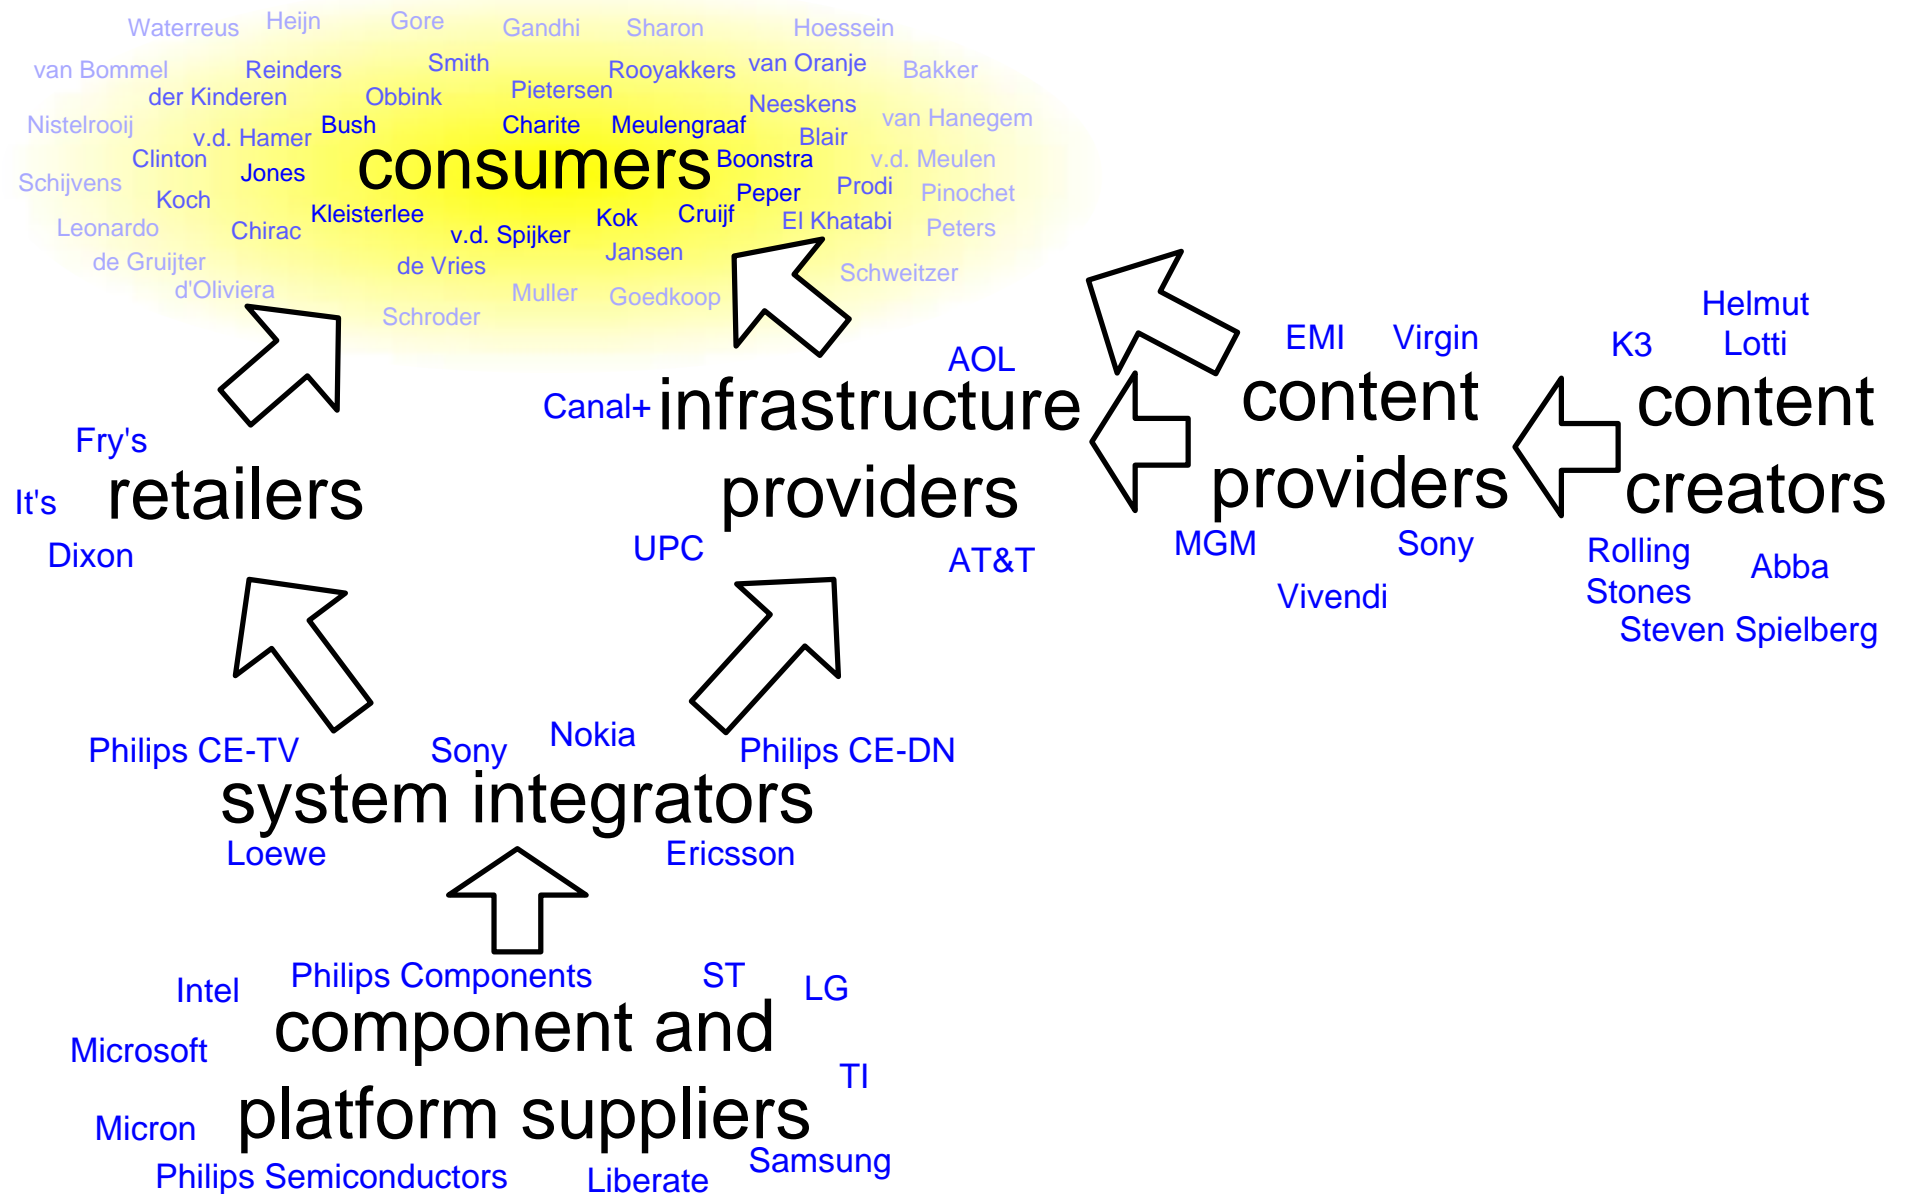 Waterreus
Heijn
Gore
Gandhi
Sharon
Hoessein
van Bommel
Reinders
Smith
Rooyakkers
van Oranje
Bakker
der Kinderen
Obbink
Pietersen
Neeskens
Nistelrooij
v.d. Hamer
Bush
Charite
Meulengraaf
Blair
van Hanegem
Clinton
Jones
consumers
Boonstra
v.d. Meulen
Schijvens
Koch
Peper
Prodi
Pinochet
Leonardo
Chirac
Kleisterlee
v.d. Spijker
Kok
Cruijf
El Khatabi
Peters
de Gruijter
de Vries
Jansen
Schweitzer
d'Oliviera
Schroder
Muller
Goedkoop
Fry's
It's
retailers
Dixon
AOL
Canal+
infrastructure
providers
UPC
AT&T
EMI
Virgin
content
providers
MGM
Sony
Vivendi
Helmut
Lotti
K3
content
creators
Rolling
Stones
Abba
Steven Spielberg
Philips CE-TV
Sony
Nokia
Philips CE-DN
system integrators
Loewe
Ericsson
Intel
Philips Components
ST
LG
component and
Microsoft
TI
platform suppliers
Micron
Samsung
Philips Semiconductors
Liberate